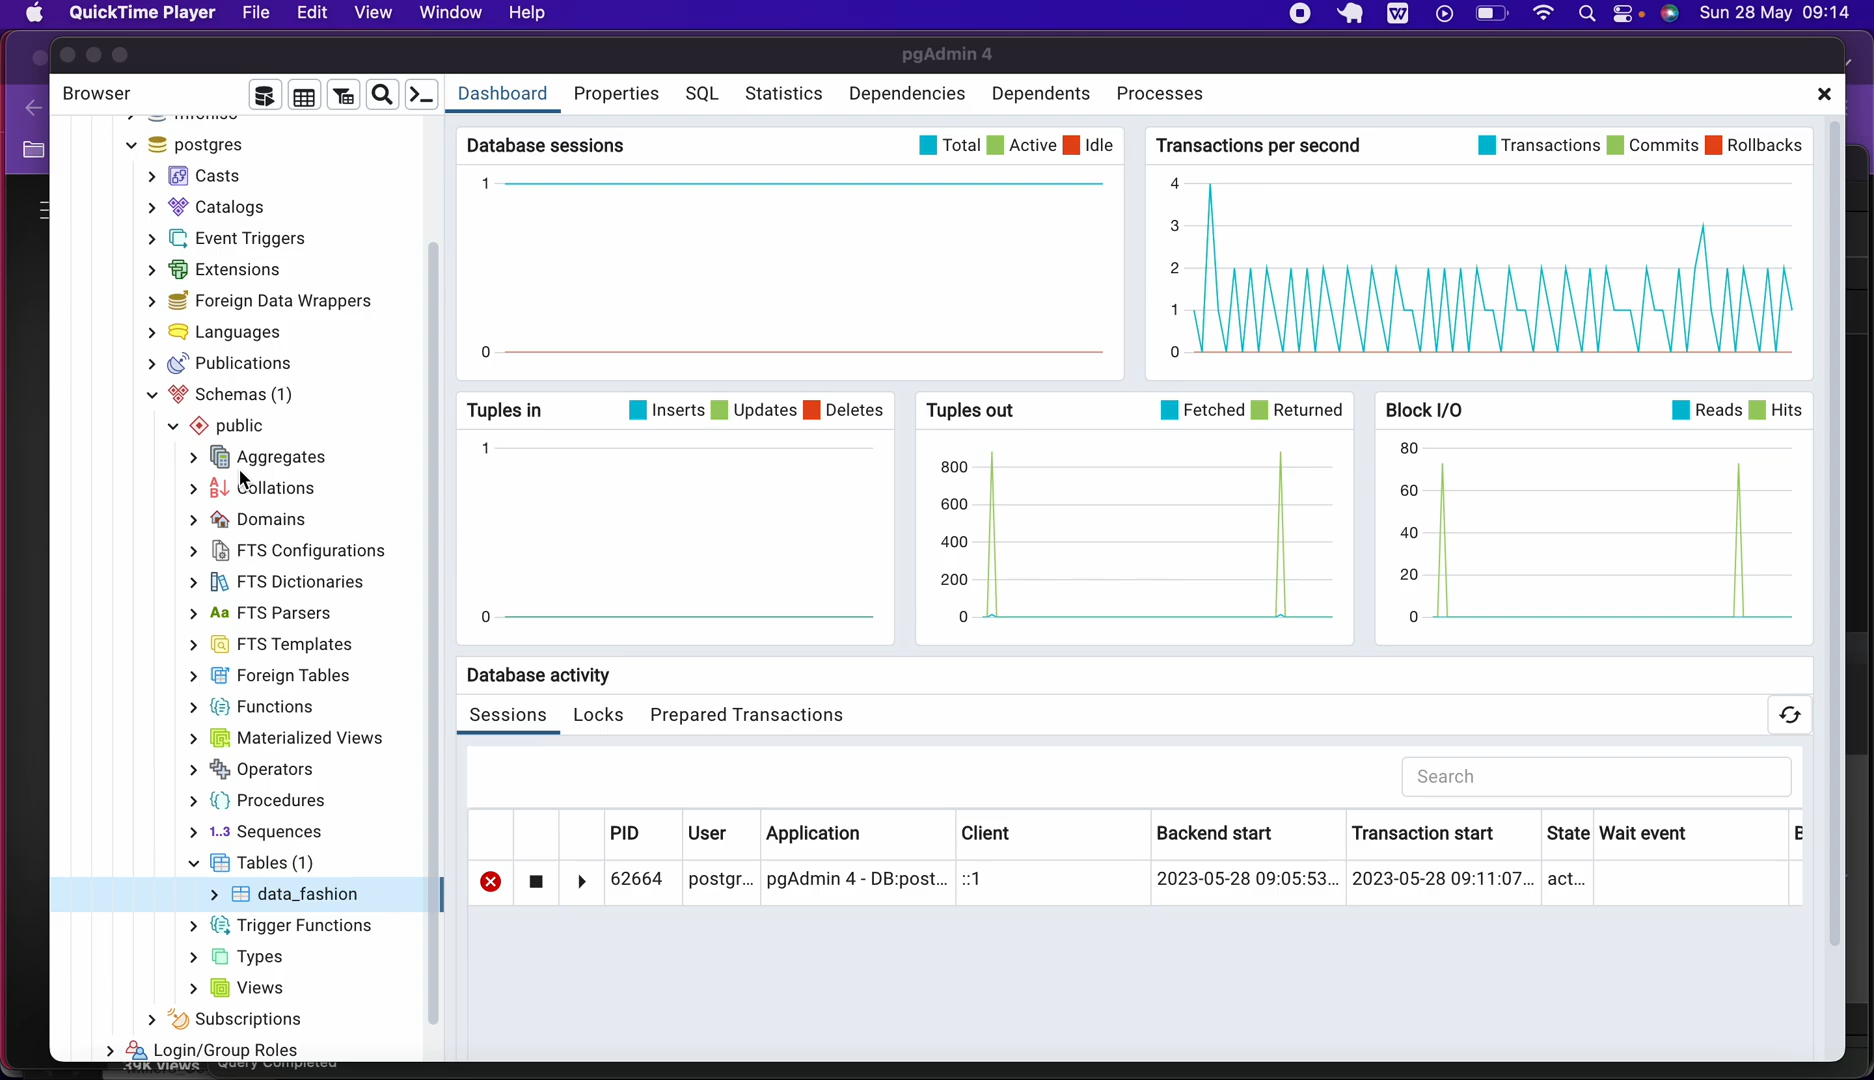 QuickTime Player File Edit View Window Help Sun 28 May 09:14
pgAdmin 4
Browser
Dashboard Properties SQL Statistics Dependencies Dependents Processes
postgres
Casts
Catalogs
Event Triggers
Extensions
Foreign Data Wrappers
Languages
Publications
Schemas (1)
public
Aggregates
Collations
Domains
FTS Configurations
FTS Dictionaries
Aa FTS Parsers
FTS Templates
Foreign Tables
Functions
Materialized Views
Operators
Procedures
1..3 Sequences
Tables (1)
data_fashion
Trigger Functions
Types
Views
Subscriptions
Login/Group Roles
39K views Query Completed
Database sessions Total Active Idle
1
0
Transactions per second Transactions Commits Rollbacks
4
3
2
1
0
Tuples in Inserts Updates Deletes
1
0
Tuples out Fetched Returned
800
600
400
200
0
Block I/O Reads Hits
80
60
40
20
0
Database activity
Sessions Locks Prepared Transactions
Search
PID User Application Client Backend start Transaction start State Wait event
62664 postgr... pgAdmin 4 - DB:post... ::1 2023-05-28 09:05:53... 2023-05-28 09:11:07... act...